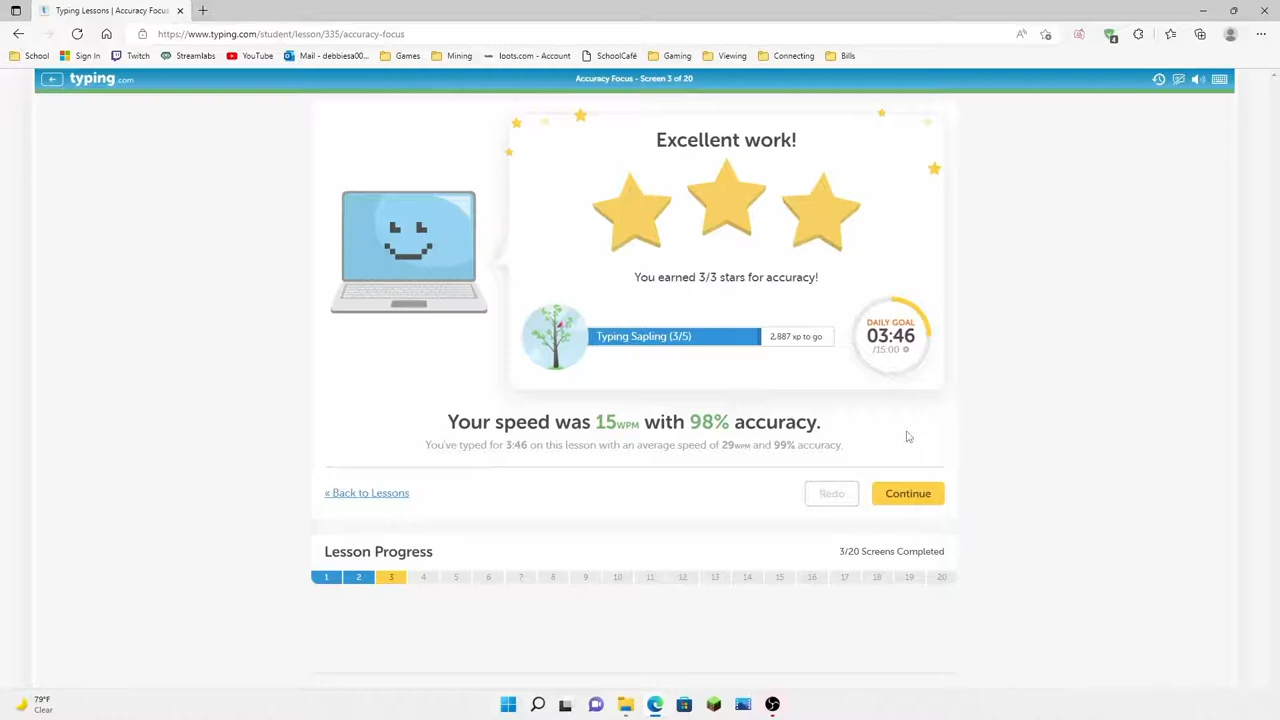 Typing Lessons | Accuracy Focus
https://www.typing.com/student/lesson/335/accuracy-focus
School
Sign In
Twitch
Streamlabs
YouTube
Mail - debbiesa00...
Games
Mining
loots.com - Account
SchoolCafé
Gaming
Viewing
Connecting
Bills
typing.com
Accuracy Focus - Screen 3 of 20
Excellent work!
You earned 3/3 stars for accuracy!
Typing Sapling (3/5)
2,887 xp to go
DAILY GOAL
03:46
/15:00
Your speed was 15WPM with 98% accuracy.
You've typed for 3:46 on this lesson with an average speed of 29WPM and 99% accuracy.
« Back to Lessons
Redo
Continue
Lesson Progress
3/20 Screens Completed
1 2 3 4 5 6 7 8 9 10 11 12 13 14 15 16 17 18 19 20
79°F
Clear